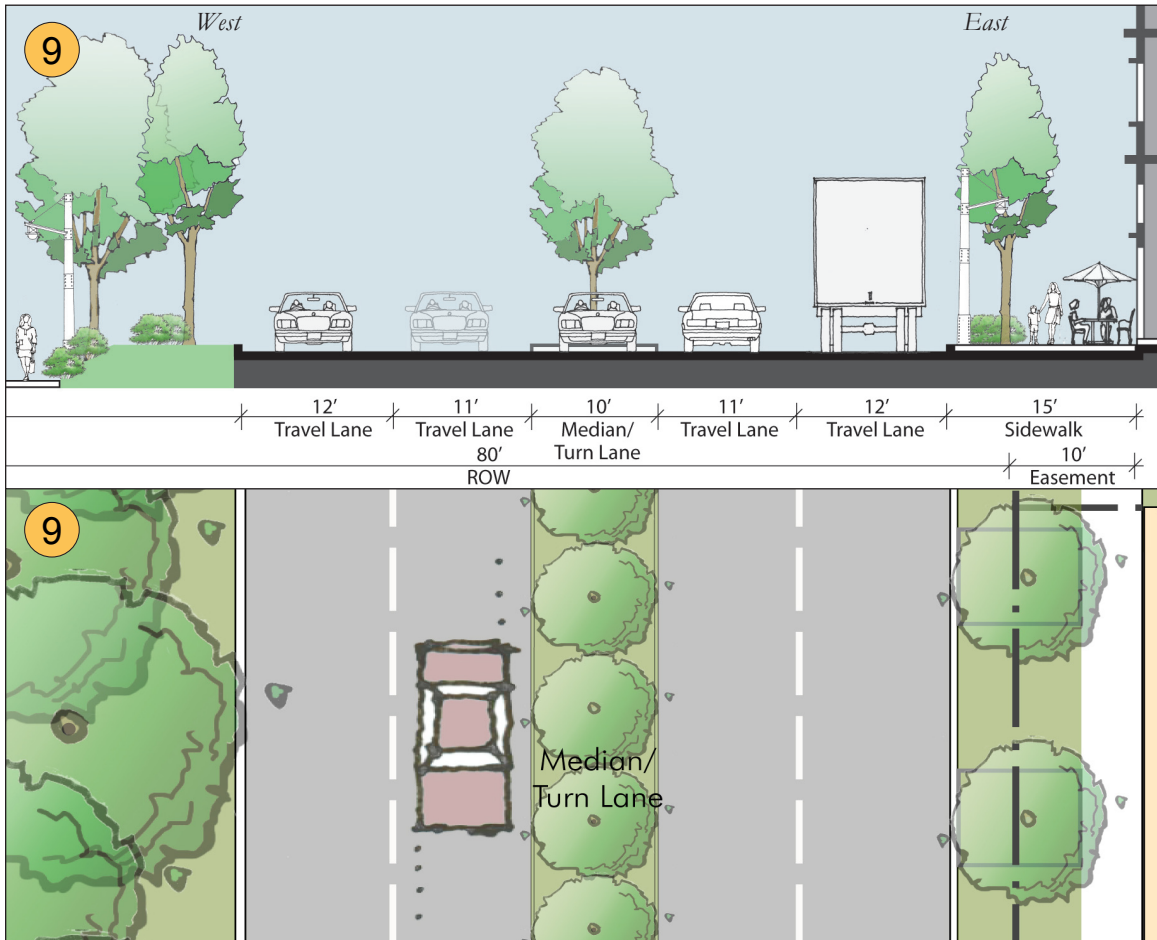 West
East
9
12’
11’
10’
11’
12’
15’
Travel Lane
Travel Lane
Median/
Turn Lane
Travel Lane
Travel Lane
Sidewalk
80’
10’
ROW
Easement
9
Median/
Turn Lane